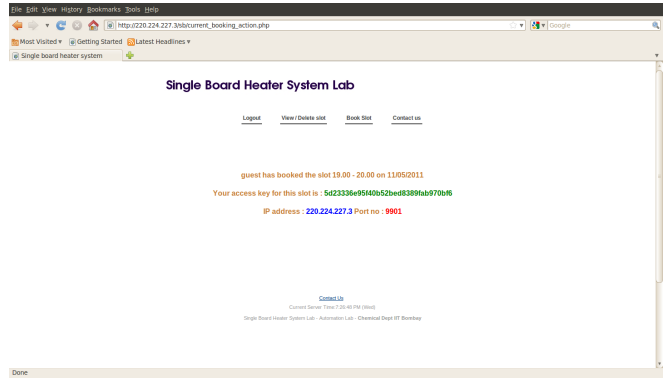 File Edit View History Bookmarks Tools Help
http://220.224.227.3/sb/current_booking_action.php
Google
Most Visited Getting Started Latest Headlines
Single board heater system
Single Board Heater System Lab
Logout View / Delete slot Book Slot Contact us
guest has booked the slot 19.00 - 20.00 on 11/05/2011
Your access key for this slot is : 5d23336e95f40b52bed8389fab970bf6
IP address : 220.224.227.3 Port no : 9901
Contact Us
Current Server Time 7:36:48 PM (Wed)
Single Board Heater System Lab - Automation Lab - Chemical Dept IIT Bombay
Done